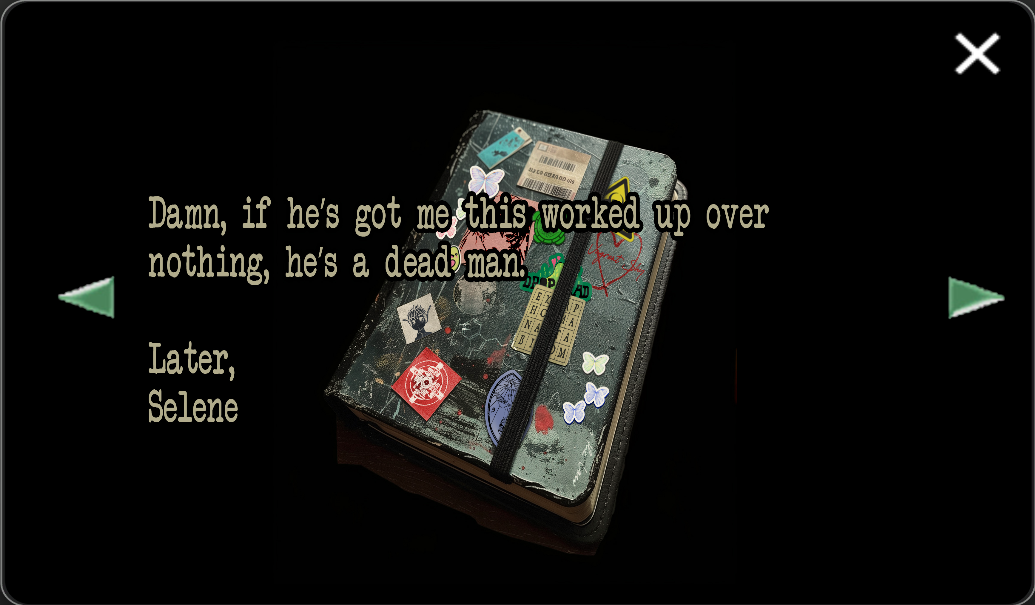 Damn, if he's got me this worked up over
nothing, he's a dead man.
Later,
Selene